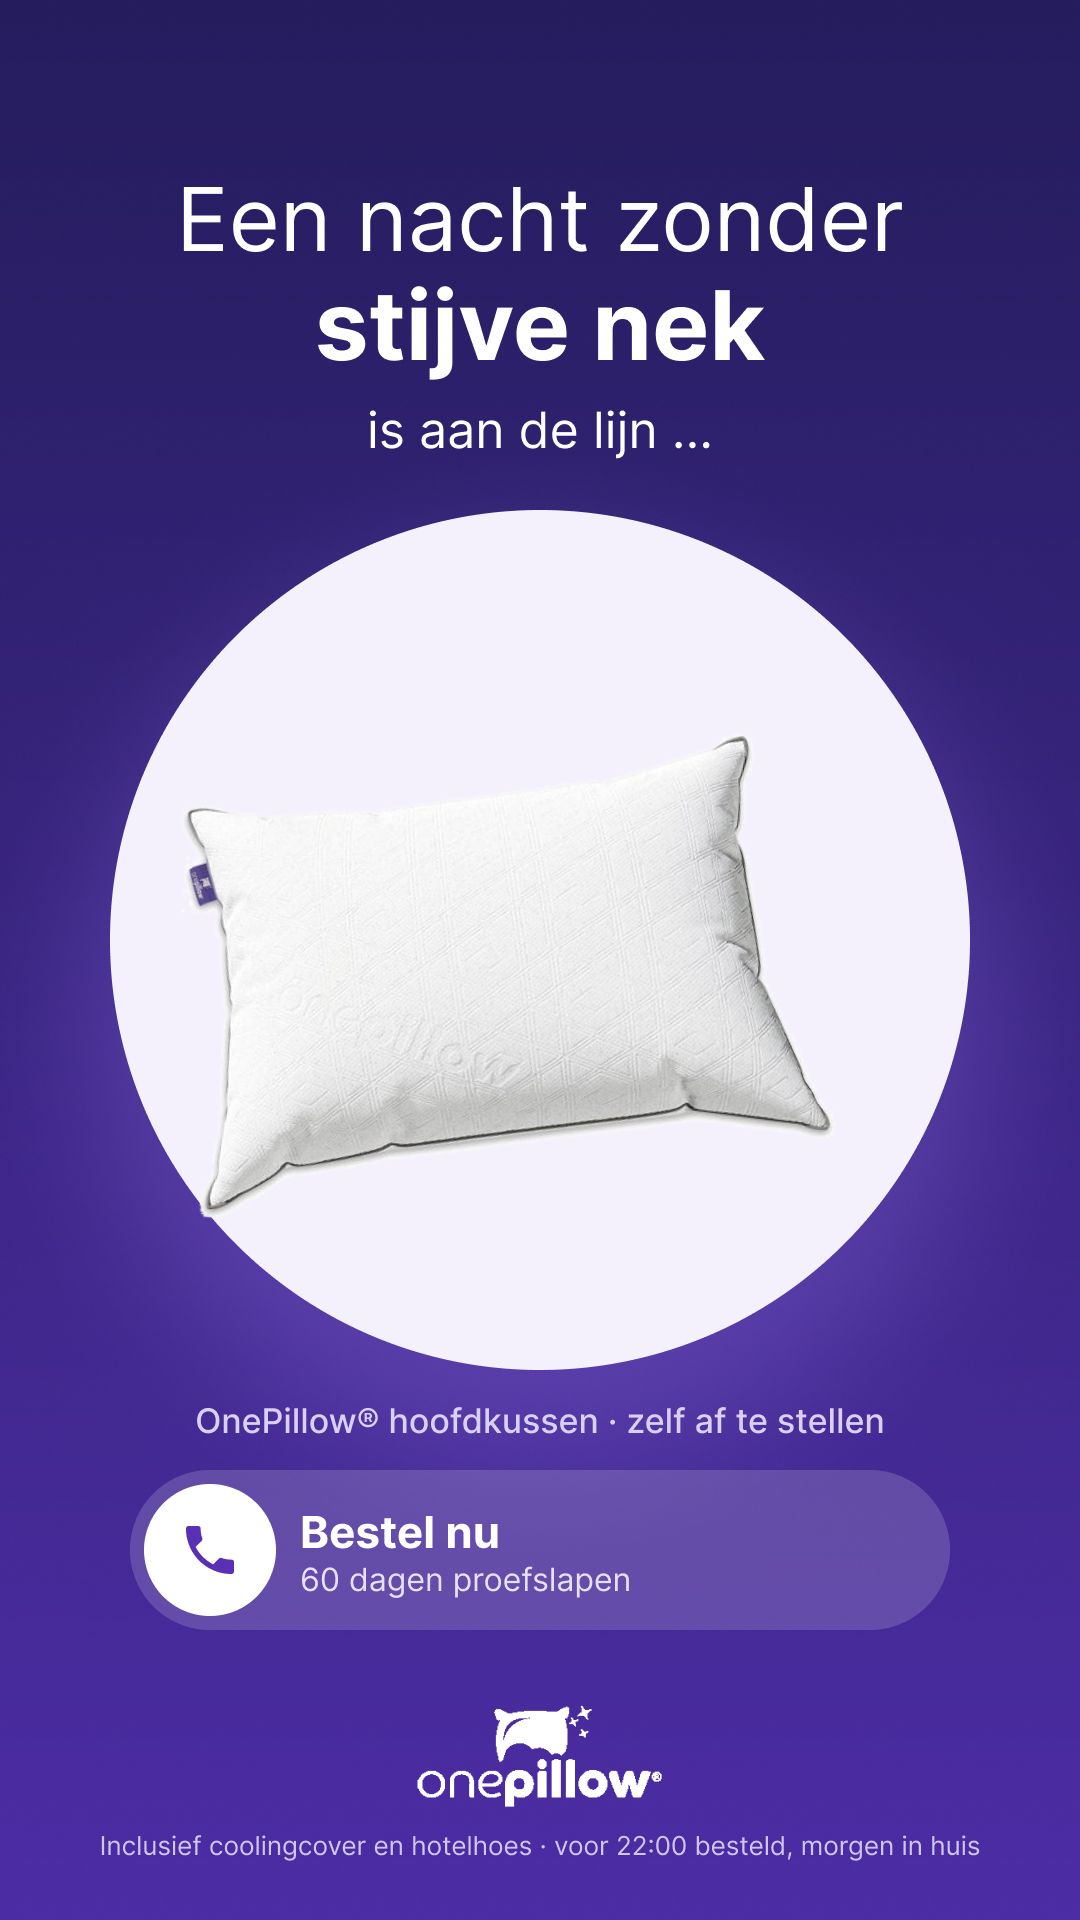 Een nacht zonder
stijve nek
is aan de lijn ...
onepillow
OnePillow® hoofdkussen · zelf af te stellen
Bestel nu
60 dagen proefslapen
onepillow®
Inclusief coolingcover en hotelhoes · voor 22:00 besteld, morgen in huis